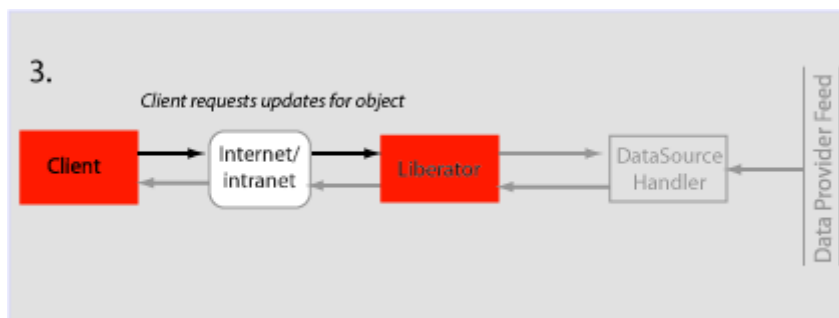 3.
Client requests updates for object
Client
Internet/
intranet
Liberator
DataSource
Handler
Data Provider Feed